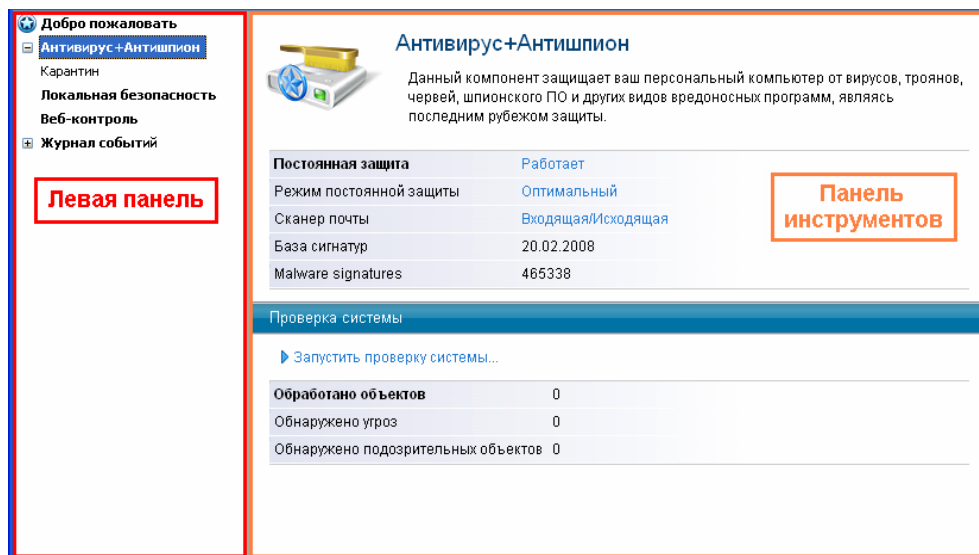 Добро пожаловать
Антивирус+Антишпион
Карантин
Локальная безопасность
Веб-контроль
Журнал событий
Левая панель
Антивирус+Антишпион
Данный компонент защищает ваш персональный компьютер от вирусов, троянов,
червей, шпионского ПО и других видов вредоносных программ, являясь
последним рубежом защиты.
Постоянная защита Работает
Режим постоянной защиты Оптимальный
Сканер почты Входящая/Исходящая
База сигнатур 20.02.2008
Malware signatures 465338
Панель
инструментов
Проверка системы
Запустить проверку системы...
Обработано объектов 0
Обнаружено угроз 0
Обнаружено подозрительных объектов 0